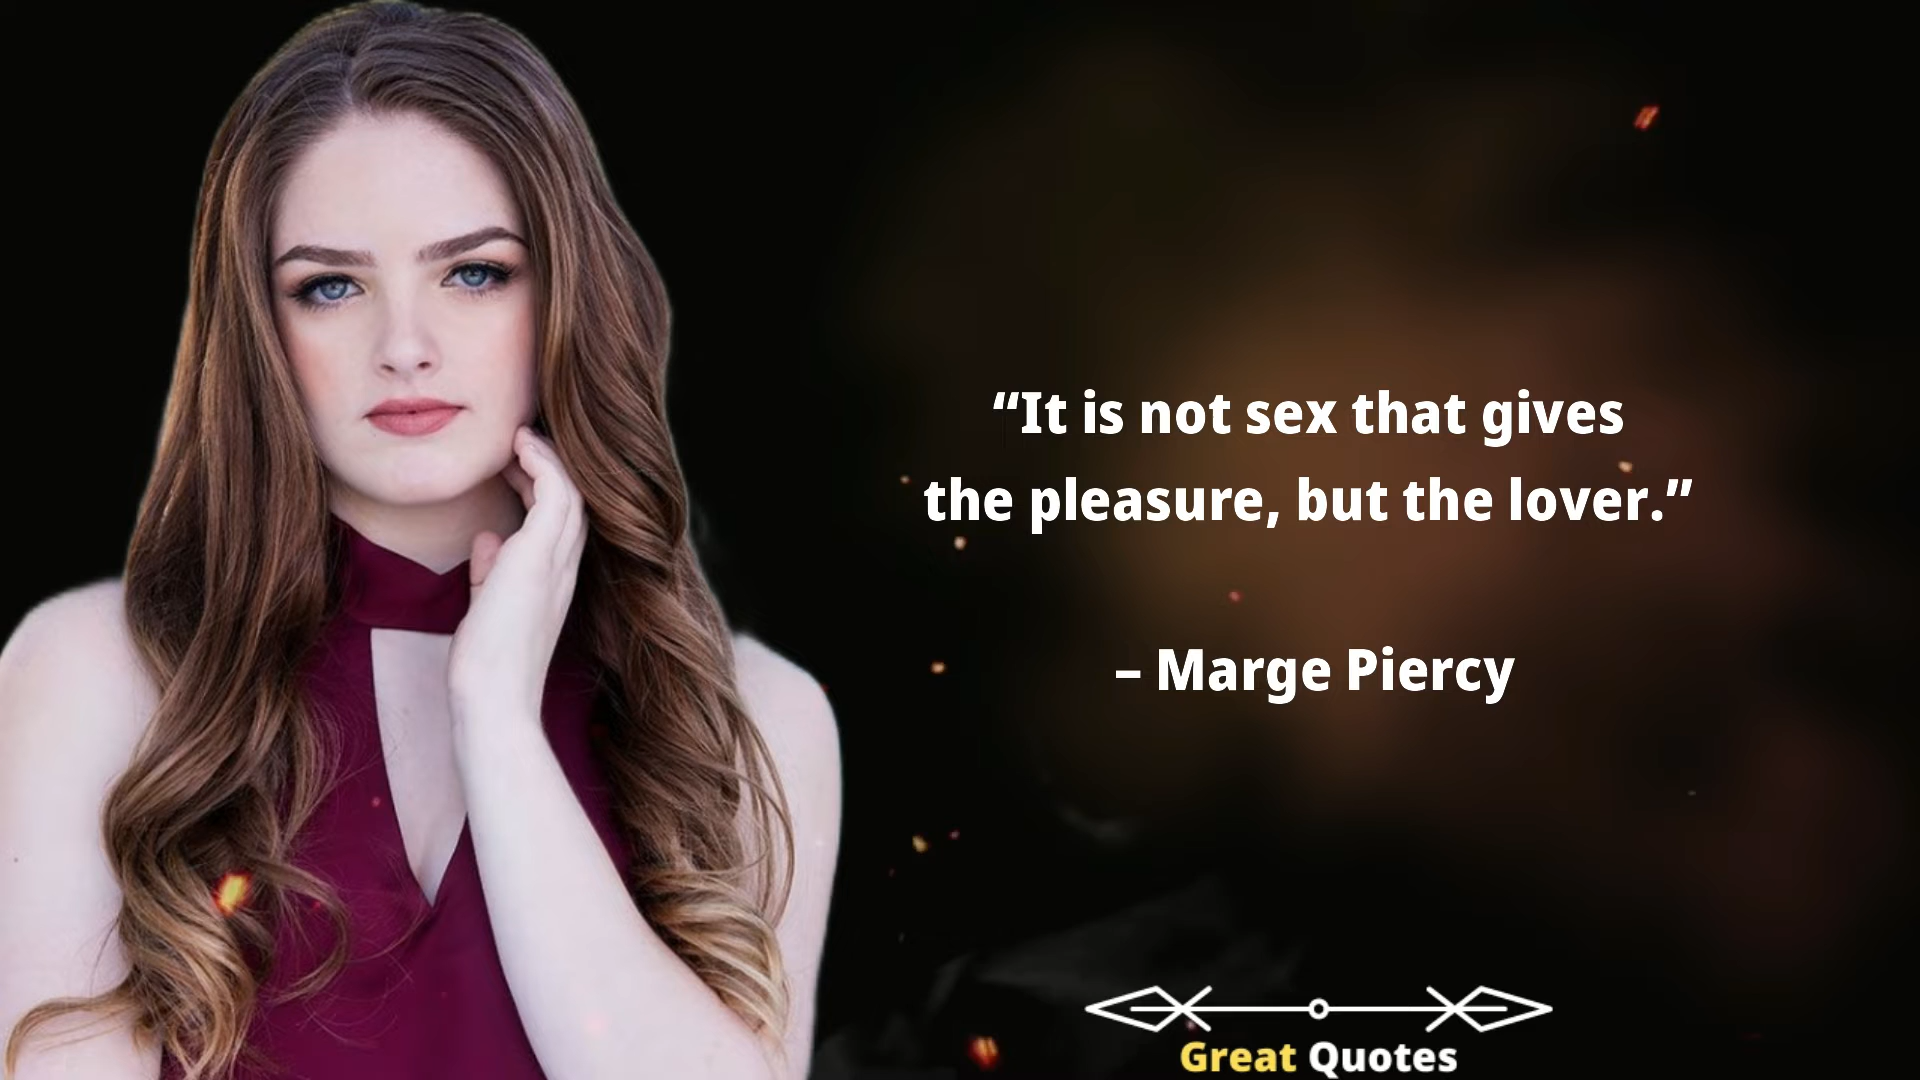 “It is not sex that gives
the pleasure, but the lover.”
– Marge Piercy
Great Quotes